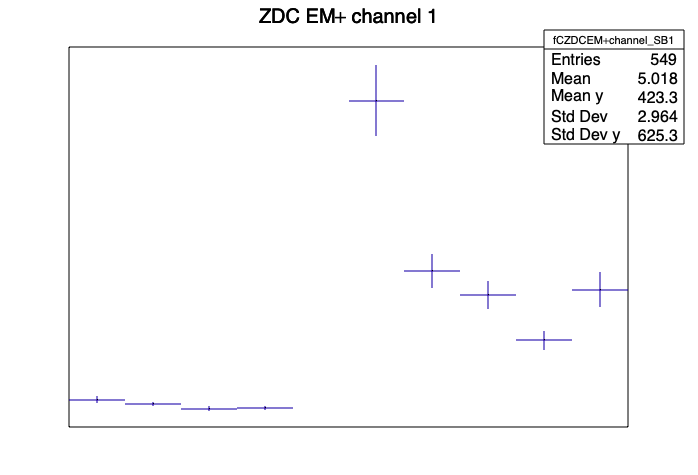 ZDC EM+ channel 1
fCZDCEM+channel_SB1
Entries 549
Mean 5.018
Mean y 423.3
Std Dev 2.964
Std Dev y 625.3